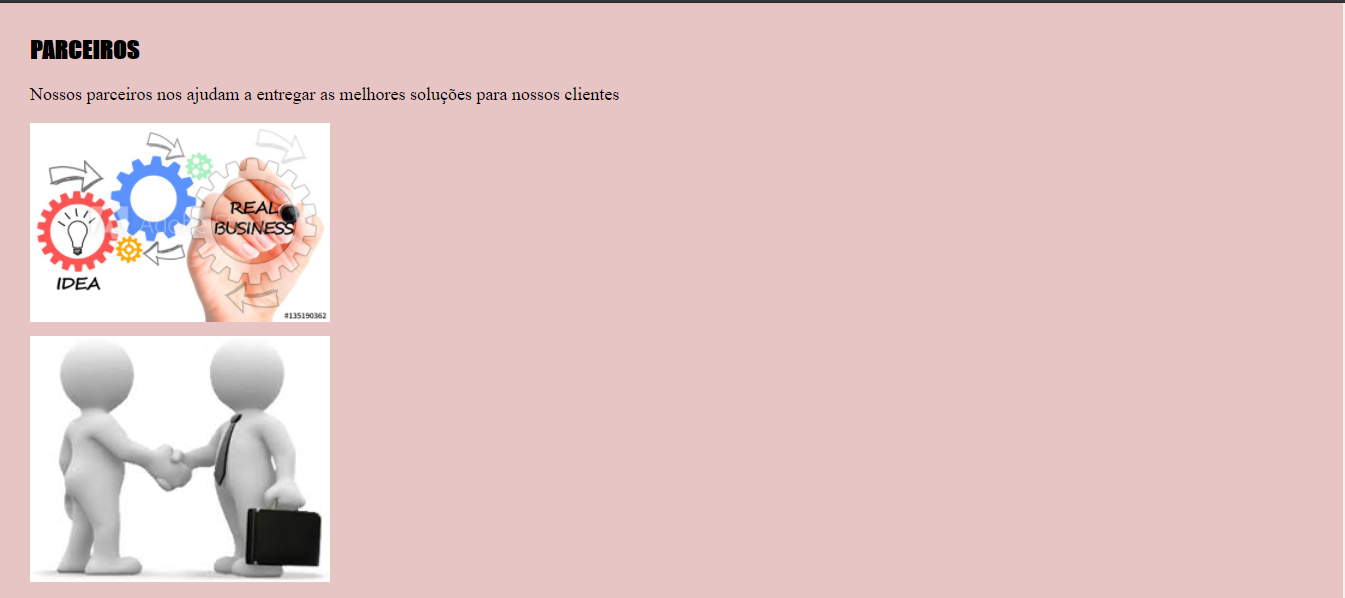 PARCEIROS
Nossos parceiros nos ajudam a entregar as melhores soluções para nossos clientes
REAL
BUSINESS
IDEA
#135190362